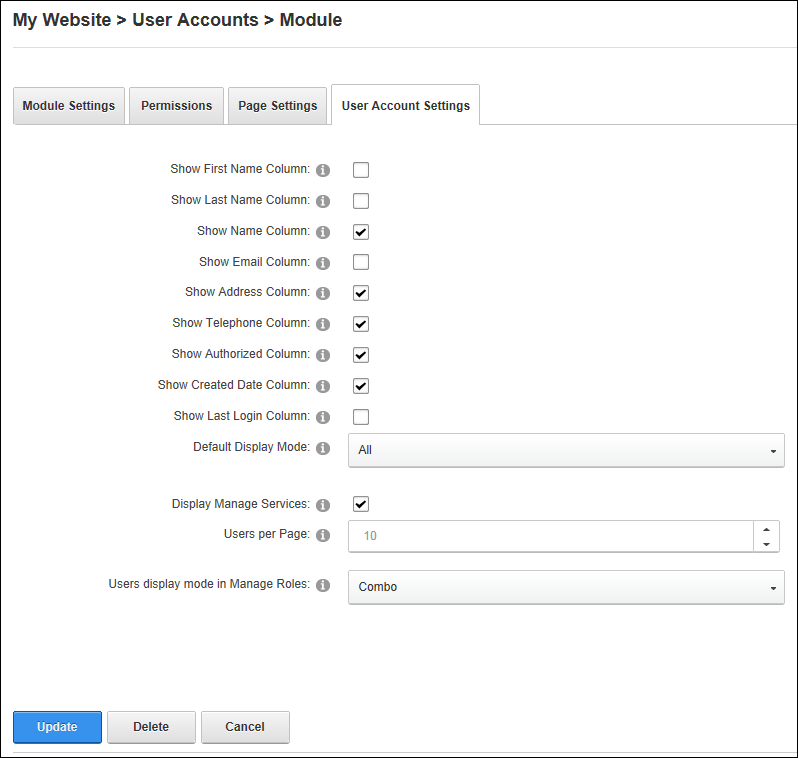 My Website > User Accounts > Module
Module Settings Permissions Page Settings User Account Settings
Show First Name Column:
Show Last Name Column:
Show Name Column:
Show Email Column:
Show Address Column:
Show Telephone Column:
Show Authorized Column:
Show Created Date Column:
Show Last Login Column:
Default Display Mode: All
Display Manage Services:
Users per Page: 10
Users display mode in Manage Roles: Combo
Update Delete Cancel